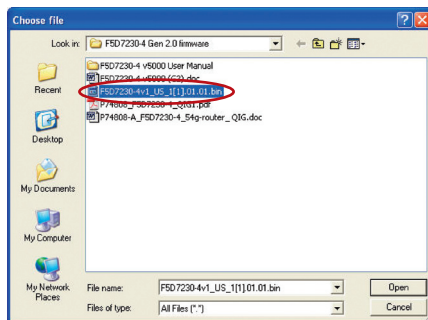 Choose file
Look in: F5D7230-4 Gen 2.0 firmware
F5D7230-4 v5000 User Manual
F5D7230-4 v5000 (C2).doc
F5D7230-4v1_US_1[1].01.01.bin
P74808_F5D7230-4_QIG1.pdf
P74808-A_F5D7230-4_54g-router_ QIG.doc
Recent
Desktop
My Documents
My Computer
My Network Places
File name: F5D7230-4v1_US_1[1].01.01.bin Open
Files of type: All Files (*.*) Cancel